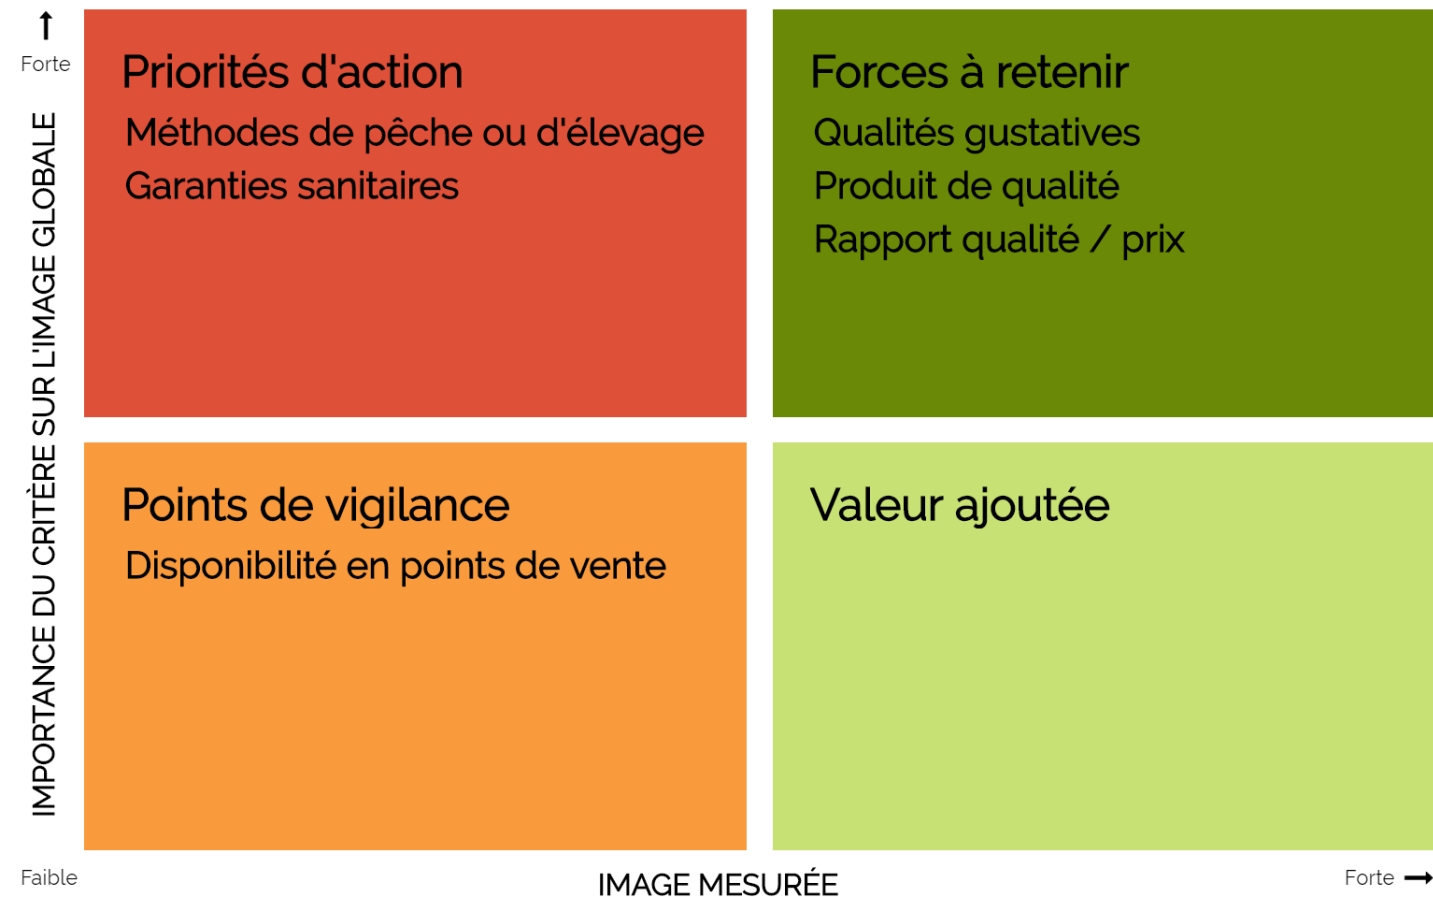 Forte
IMPORTANCE DU CRITÈRE SUR L'IMAGE GLOBALE
Priorités d'action
Méthodes de pêche ou d'élevage
Garanties sanitaires
Forces à retenir
Qualités gustatives
Produit de qualité
Rapport qualité / prix
Points de vigilance
Disponibilité en points de vente
Valeur ajoutée
Faible
IMAGE MESURÉE
Forte